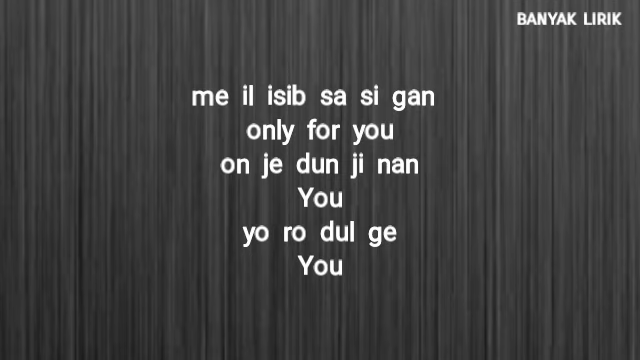 BANYAK LIRIK
me il isib sa si gan
only for you
on je dun ji nan
You
yo ro dul ge
You